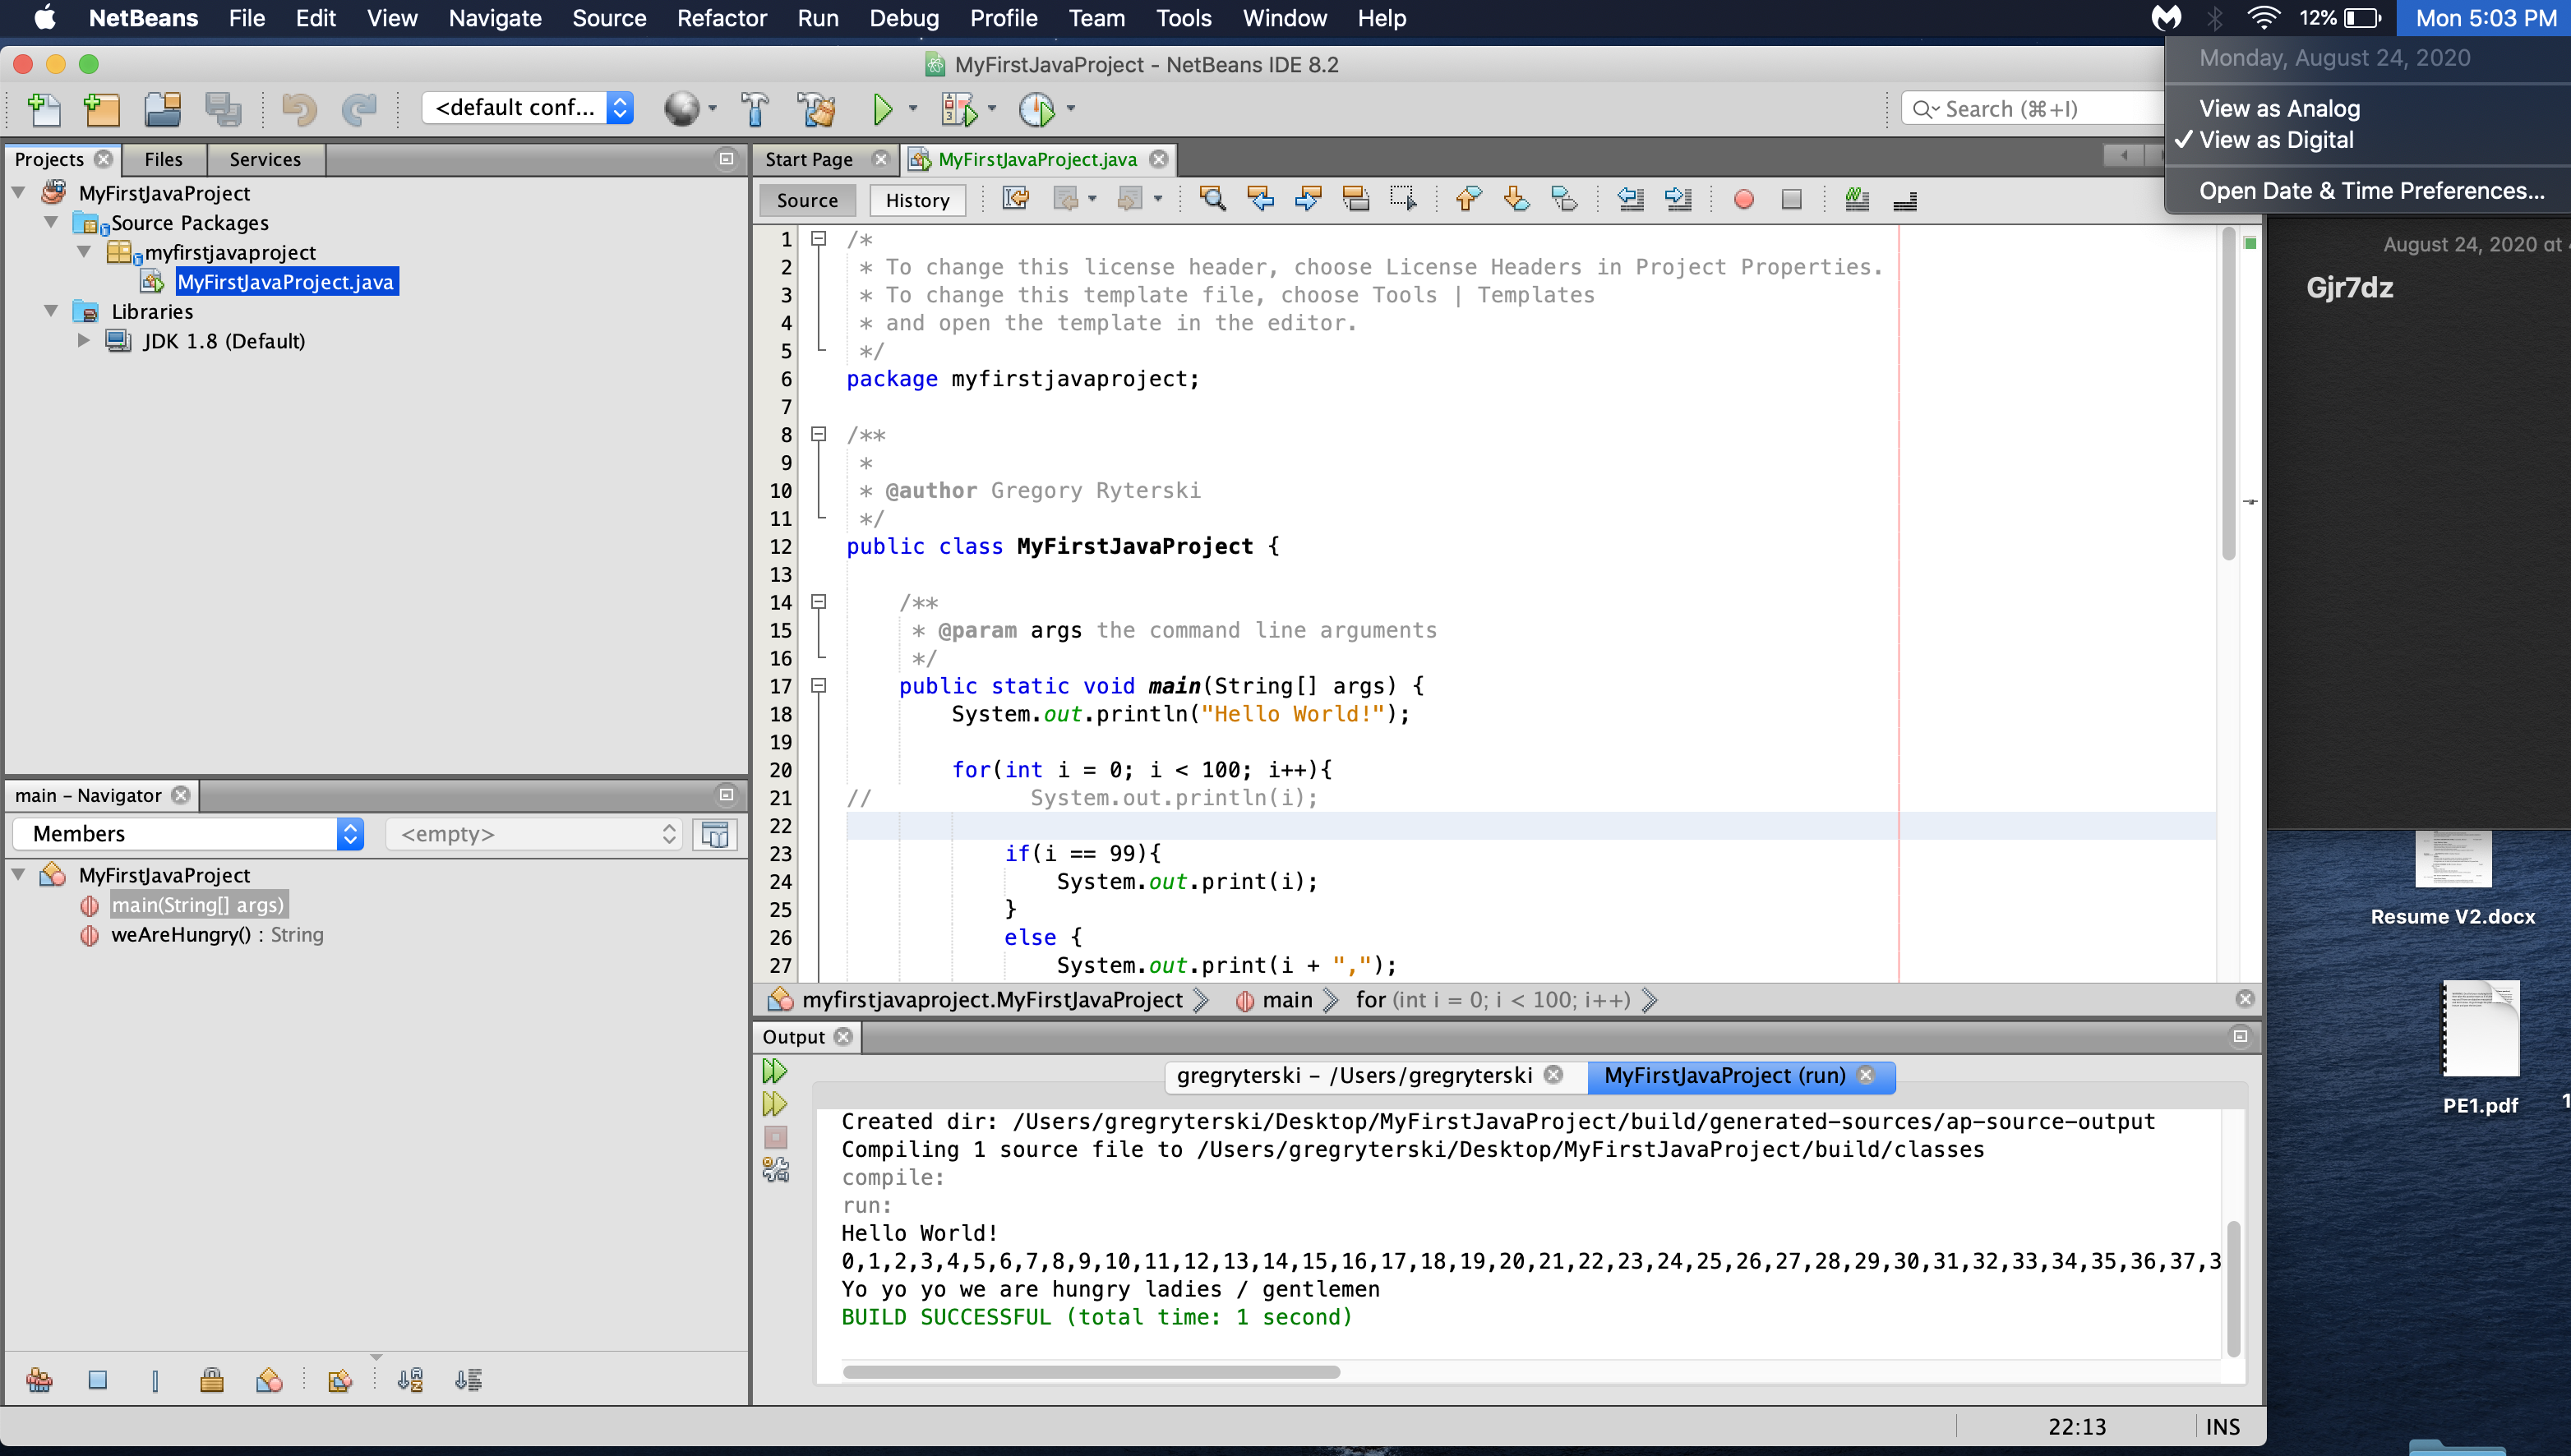 NetBeans File Edit View Navigate Source Refactor Run Debug Profile Team Tools Window Help 12% Mon 5:03 PM
Monday, August 24, 2020
View as Analog
✓ View as Digital
Open Date & Time Preferences...
MyFirstJavaProject - NetBeans IDE 8.2
<default conf... Search (⌘+I)
Projects Files Services
MyFirstJavaProject
Source Packages
myfirstjavaproject
MyFirstJavaProject.java
Libraries
JDK 1.8 (Default)
main - Navigator
Members <empty>
MyFirstJavaProject
main(String[] args)
weAreHungry() : String
Start Page MyFirstJavaProject.java
Source History
1 /*
2 * To change this license header, choose License Headers in Project Properties.
3 * To change this template file, choose Tools | Templates
4 * and open the template in the editor.
5 */
6 package myfirstjavaproject;
7
8 /**
9 *
10 * @author Gregory Ryterski
11 */
12 public class MyFirstJavaProject {
13
14 /**
15 * @param args the command line arguments
16 */
17 public static void main(String[] args) {
18 System.out.println("Hello World!");
19
20 for(int i = 0; i < 100; i++){
21 // System.out.println(i);
22
23 if(i == 99){
24 System.out.print(i);
25 }
26 else {
27 System.out.print(i + ",");
myfirstjavaproject.MyFirstJavaProject main for (int i = 0; i < 100; i++)
Output
gregryterski - /Users/gregryterski MyFirstJavaProject (run)
Created dir: /Users/gregryterski/Desktop/MyFirstJavaProject/build/generated-sources/ap-source-output
Compiling 1 source file to /Users/gregryterski/Desktop/MyFirstJavaProject/build/classes
compile:
run:
Hello World!
0,1,2,3,4,5,6,7,8,9,10,11,12,13,14,15,16,17,18,19,20,21,22,23,24,25,26,27,28,29,30,31,32,33,34,35,36,37,3
Yo yo yo we are hungry ladies / gentlemen
BUILD SUCCESSFUL (total time: 1 second)
22:13 INS
August 24, 2020 at
Gjr7dz
Resume V2.docx
PE1.pdf